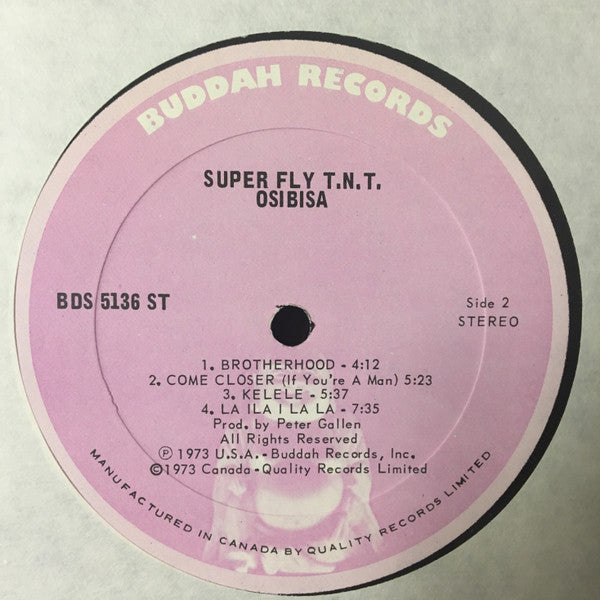 BUDDAH RECORDS
SUPER FLY T.N.T.
OSIBISA
BDS 5136 ST
Side 2
STEREO
1. BROTHERHOOD - 4:12
2. COME CLOSER (If You're A Man) 5:23
3. KELELE - 5:37
4. LA ILA I LA LA - 7:35
Prod. by Peter Gallen
All Rights Reserved
Ⓟ 1973 U.S.A. - Buddah Records, Inc.
©1973 Canada - Quality Records Limited
MANUFACTURED IN CANADA BY QUALITY RECORDS LIMITED